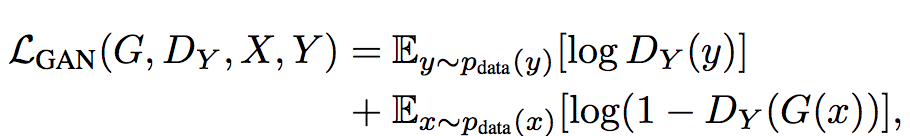 ℒ_GAN(G, D_Y, X, Y) = 𝔼_{y∼p_data(y)}[log D_Y(y)]
+ 𝔼_{x∼p_data(x)}[log(1 − D_Y(G(x))],